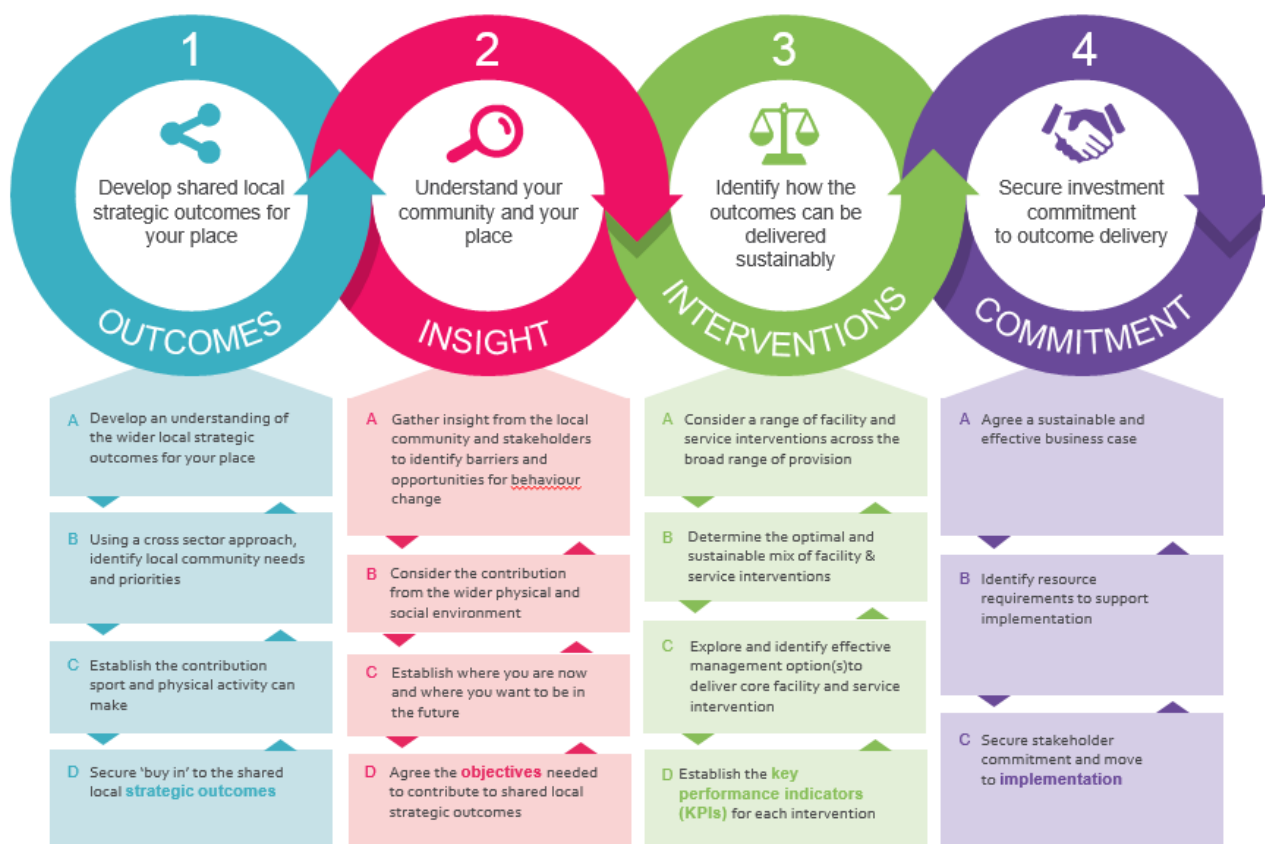 1
Develop shared local
strategic outcomes for
your place
OUTCOMES
2
Understand your
community and your
place
INSIGHT
3
Identify how the
outcomes can be
delivered
sustainably
INTERVENTIONS
4
Secure investment
commitment
to outcome delivery
COMMITMENT
A Develop an understanding of
the wider local strategic
outcomes for your place
B Using a cross sector approach,
identify local community needs
and priorities
C Establish the contribution
sport and physical activity can
make
D Secure ‘buy in’ to the shared
local strategic outcomes
A Gather insight from the local
community and stakeholders
to identify barriers and
opportunities for behaviour
change
B Consider the contribution
from the wider physical and
social environment
C Establish where you are now
and where you want to be in
the future
D Agree the objectives needed
to contribute to shared local
strategic outcomes
A Consider a range of facility and
service interventions across the
broad range of provision
B Determine the optimal and
sustainable mix of facility &
service interventions
C Explore and identify effective
management option(s)to
deliver core facility and service
intervention
D Establish the key
performance indicators
(KPIs) for each intervention
A Agree a sustainable and
effective business case
B Identify resource
requirements to support
implementation
C Secure stakeholder
commitment and move
to implementation